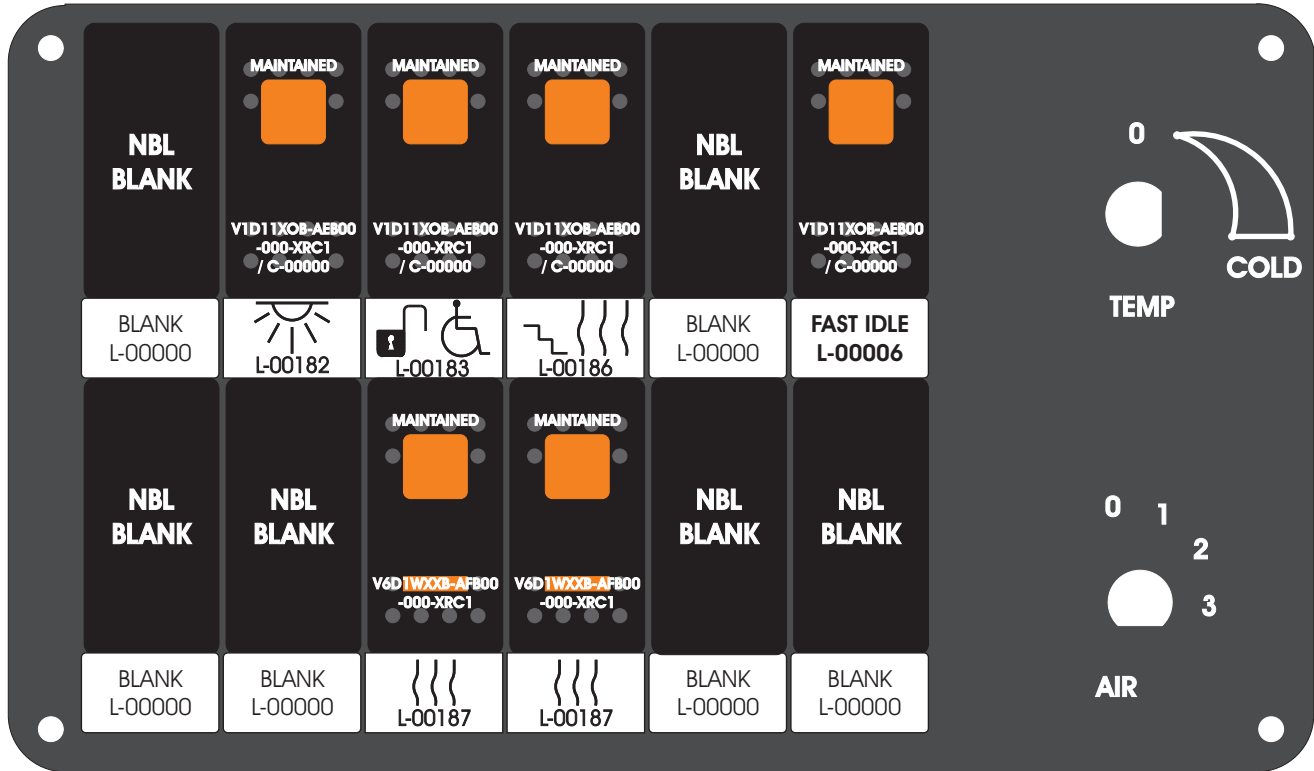 NBL
BLANK
MAINTAINED
V1D11XOB-AEB00
-000-XRC1
/ C-00000
MAINTAINED
V1D11XOB-AEB00
-000-XRC1
/ C-00000
MAINTAINED
V1D11XOB-AEB00
-000-XRC1
/ C-00000
NBL
BLANK
MAINTAINED
V1D11XOB-AEB00
-000-XRC1
/ C-00000
BLANK
L-00000
L-00182
L-00183
L-00186
BLANK
L-00000
FAST IDLE
L-00006
NBL
BLANK
NBL
BLANK
MAINTAINED
V6D1WXXB-AFB00
-000-XRC1
MAINTAINED
V6D1WXXB-AFB00
-000-XRC1
NBL
BLANK
NBL
BLANK
BLANK
L-00000
BLANK
L-00000
L-00187
L-00187
BLANK
L-00000
BLANK
L-00000
0
COLD
TEMP
0
1
2
3
AIR